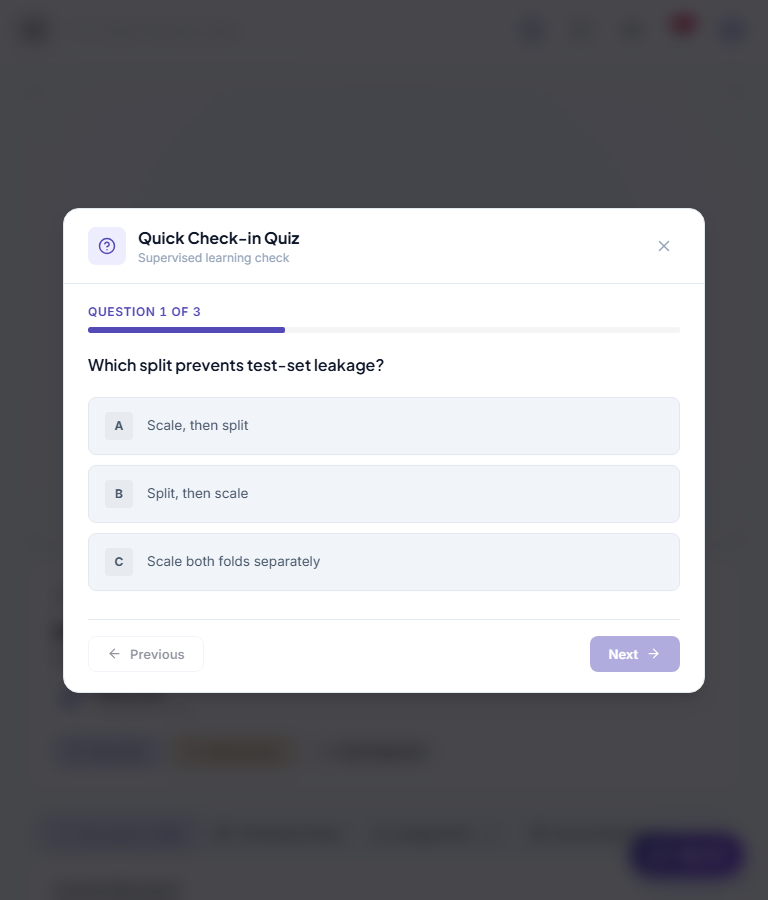 Quick Check-in Quiz
Supervised learning check
QUESTION 1 OF 3
Which split prevents test-set leakage?
A Scale, then split
B Split, then scale
C Scale both folds separately
Previous
Next